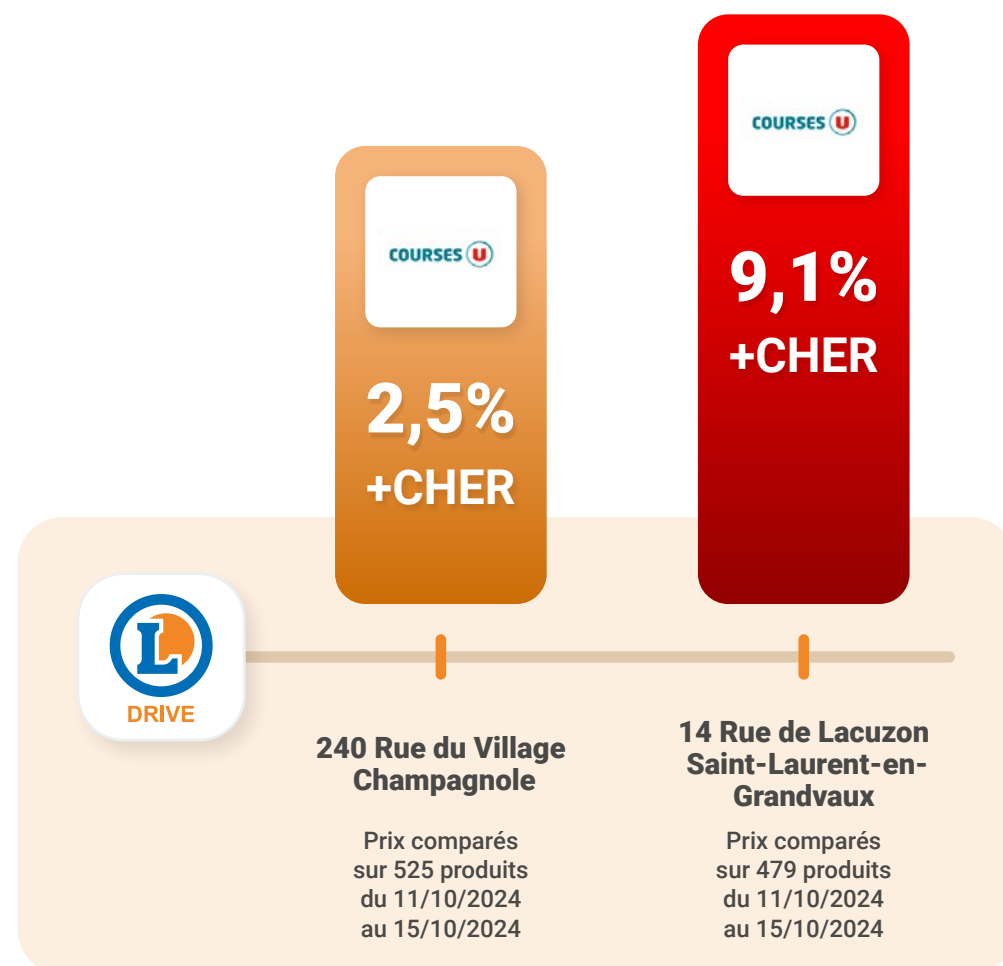 COURSES U
2,5%
+CHER
COURSES U
9,1%
+CHER
L
DRIVE
240 Rue du Village
Champagnole
Prix comparés
sur 525 produits
du 11/10/2024
au 15/10/2024
14 Rue de Lacuzon
Saint-Laurent-en-
Grandvaux
Prix comparés
sur 479 produits
du 11/10/2024
au 15/10/2024